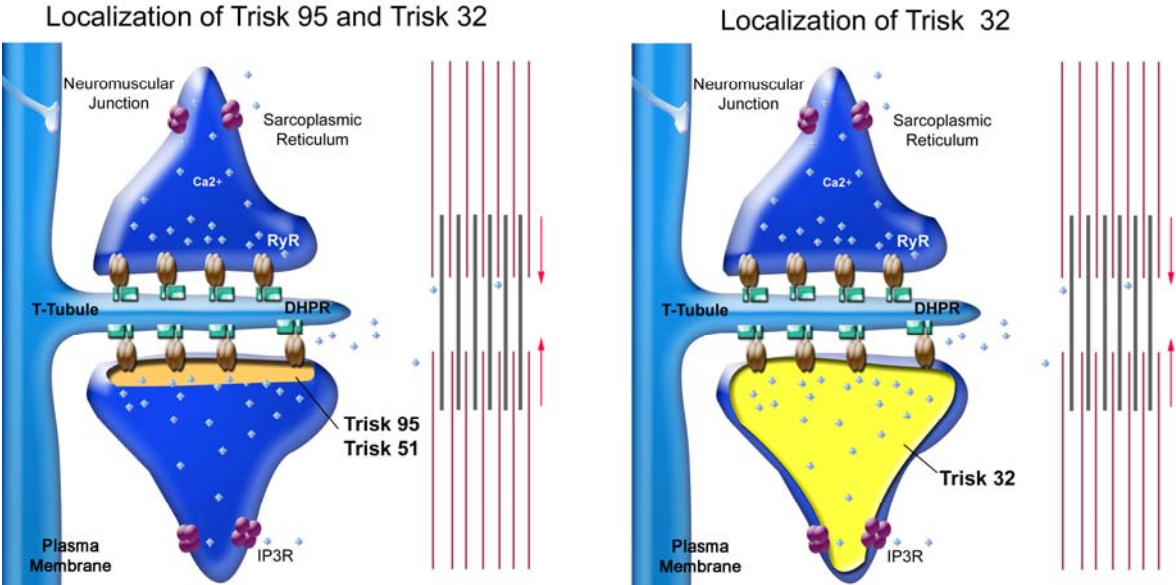 Localization of Trisk 95 and Trisk 32
Neuromuscular
Junction
Sarcoplasmic
Reticulum
Ca2+
RyR
T-Tubule
DHPR
Trisk 95
Trisk 51
Plasma
Membrane
IP3R
Localization of Trisk 32
Neuromuscular
Junction
Sarcoplasmic
Reticulum
Ca2+
RyR
T-Tubule
DHPR
Trisk 32
Plasma
Membrane
IP3R